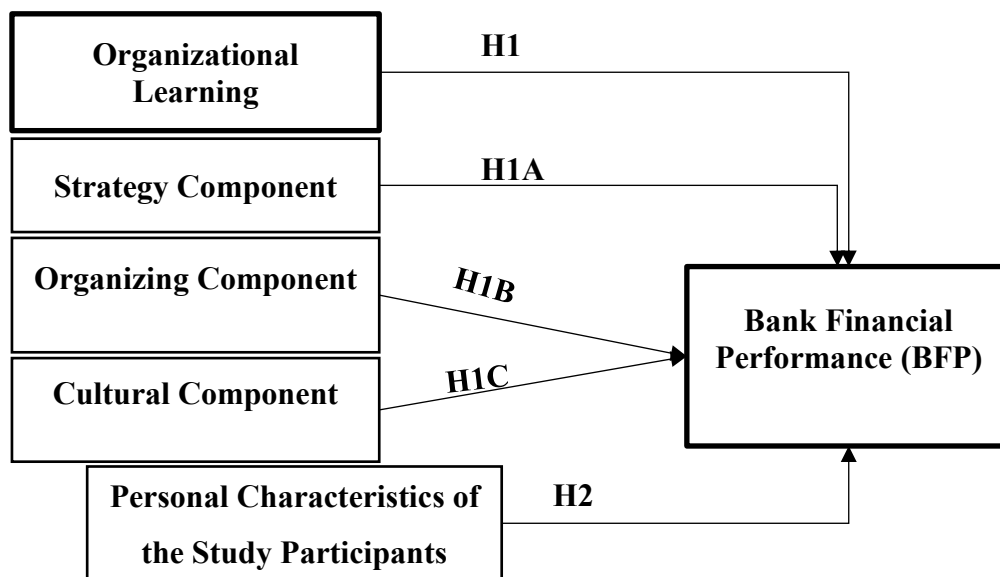 Organizational
Learning
H1
Strategy Component
H1A
Organizing Component
H1B
Cultural Component
H1C
Bank Financial
Performance (BFP)
Personal Characteristics of
the Study Participants
H2